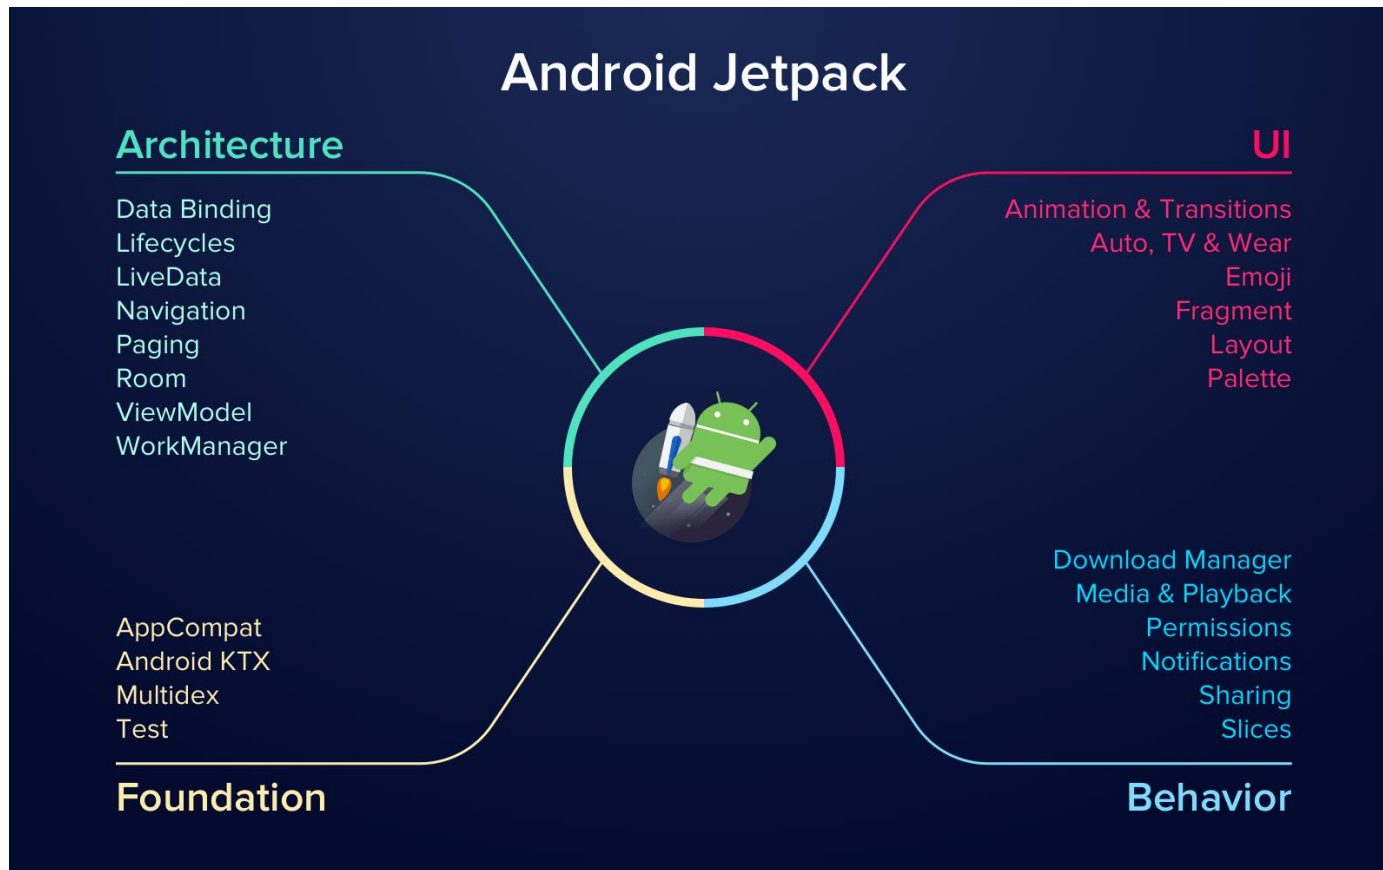 Android Jetpack
Architecture
Data Binding
Lifecycles
LiveData
Navigation
Paging
Room
ViewModel
WorkManager
UI
Animation & Transitions
Auto, TV & Wear
Emoji
Fragment
Layout
Palette
AppCompat
Android KTX
Multidex
Test
Foundation
Download Manager
Media & Playback
Permissions
Notifications
Sharing
Slices
Behavior